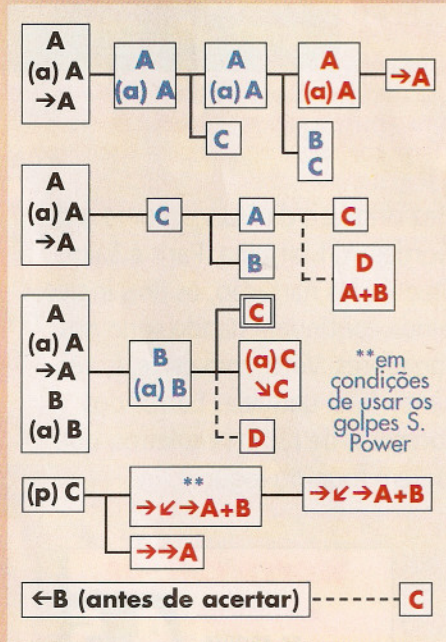 A
(a) A
→A
A
(a) A
A
(a) A
A
(a) A
→A
C
B
C
A
(a) A
→A
C
A
C
B
D
A+B
A
(a) A
→A
B
(a) B
B
(a) B
C
(a) C
↘C
D
**em
condições
de usar os
golpes S.
Power
(p) C
**
→↙→A+B
→↙→A+B
→→A
←B (antes de acertar)
C